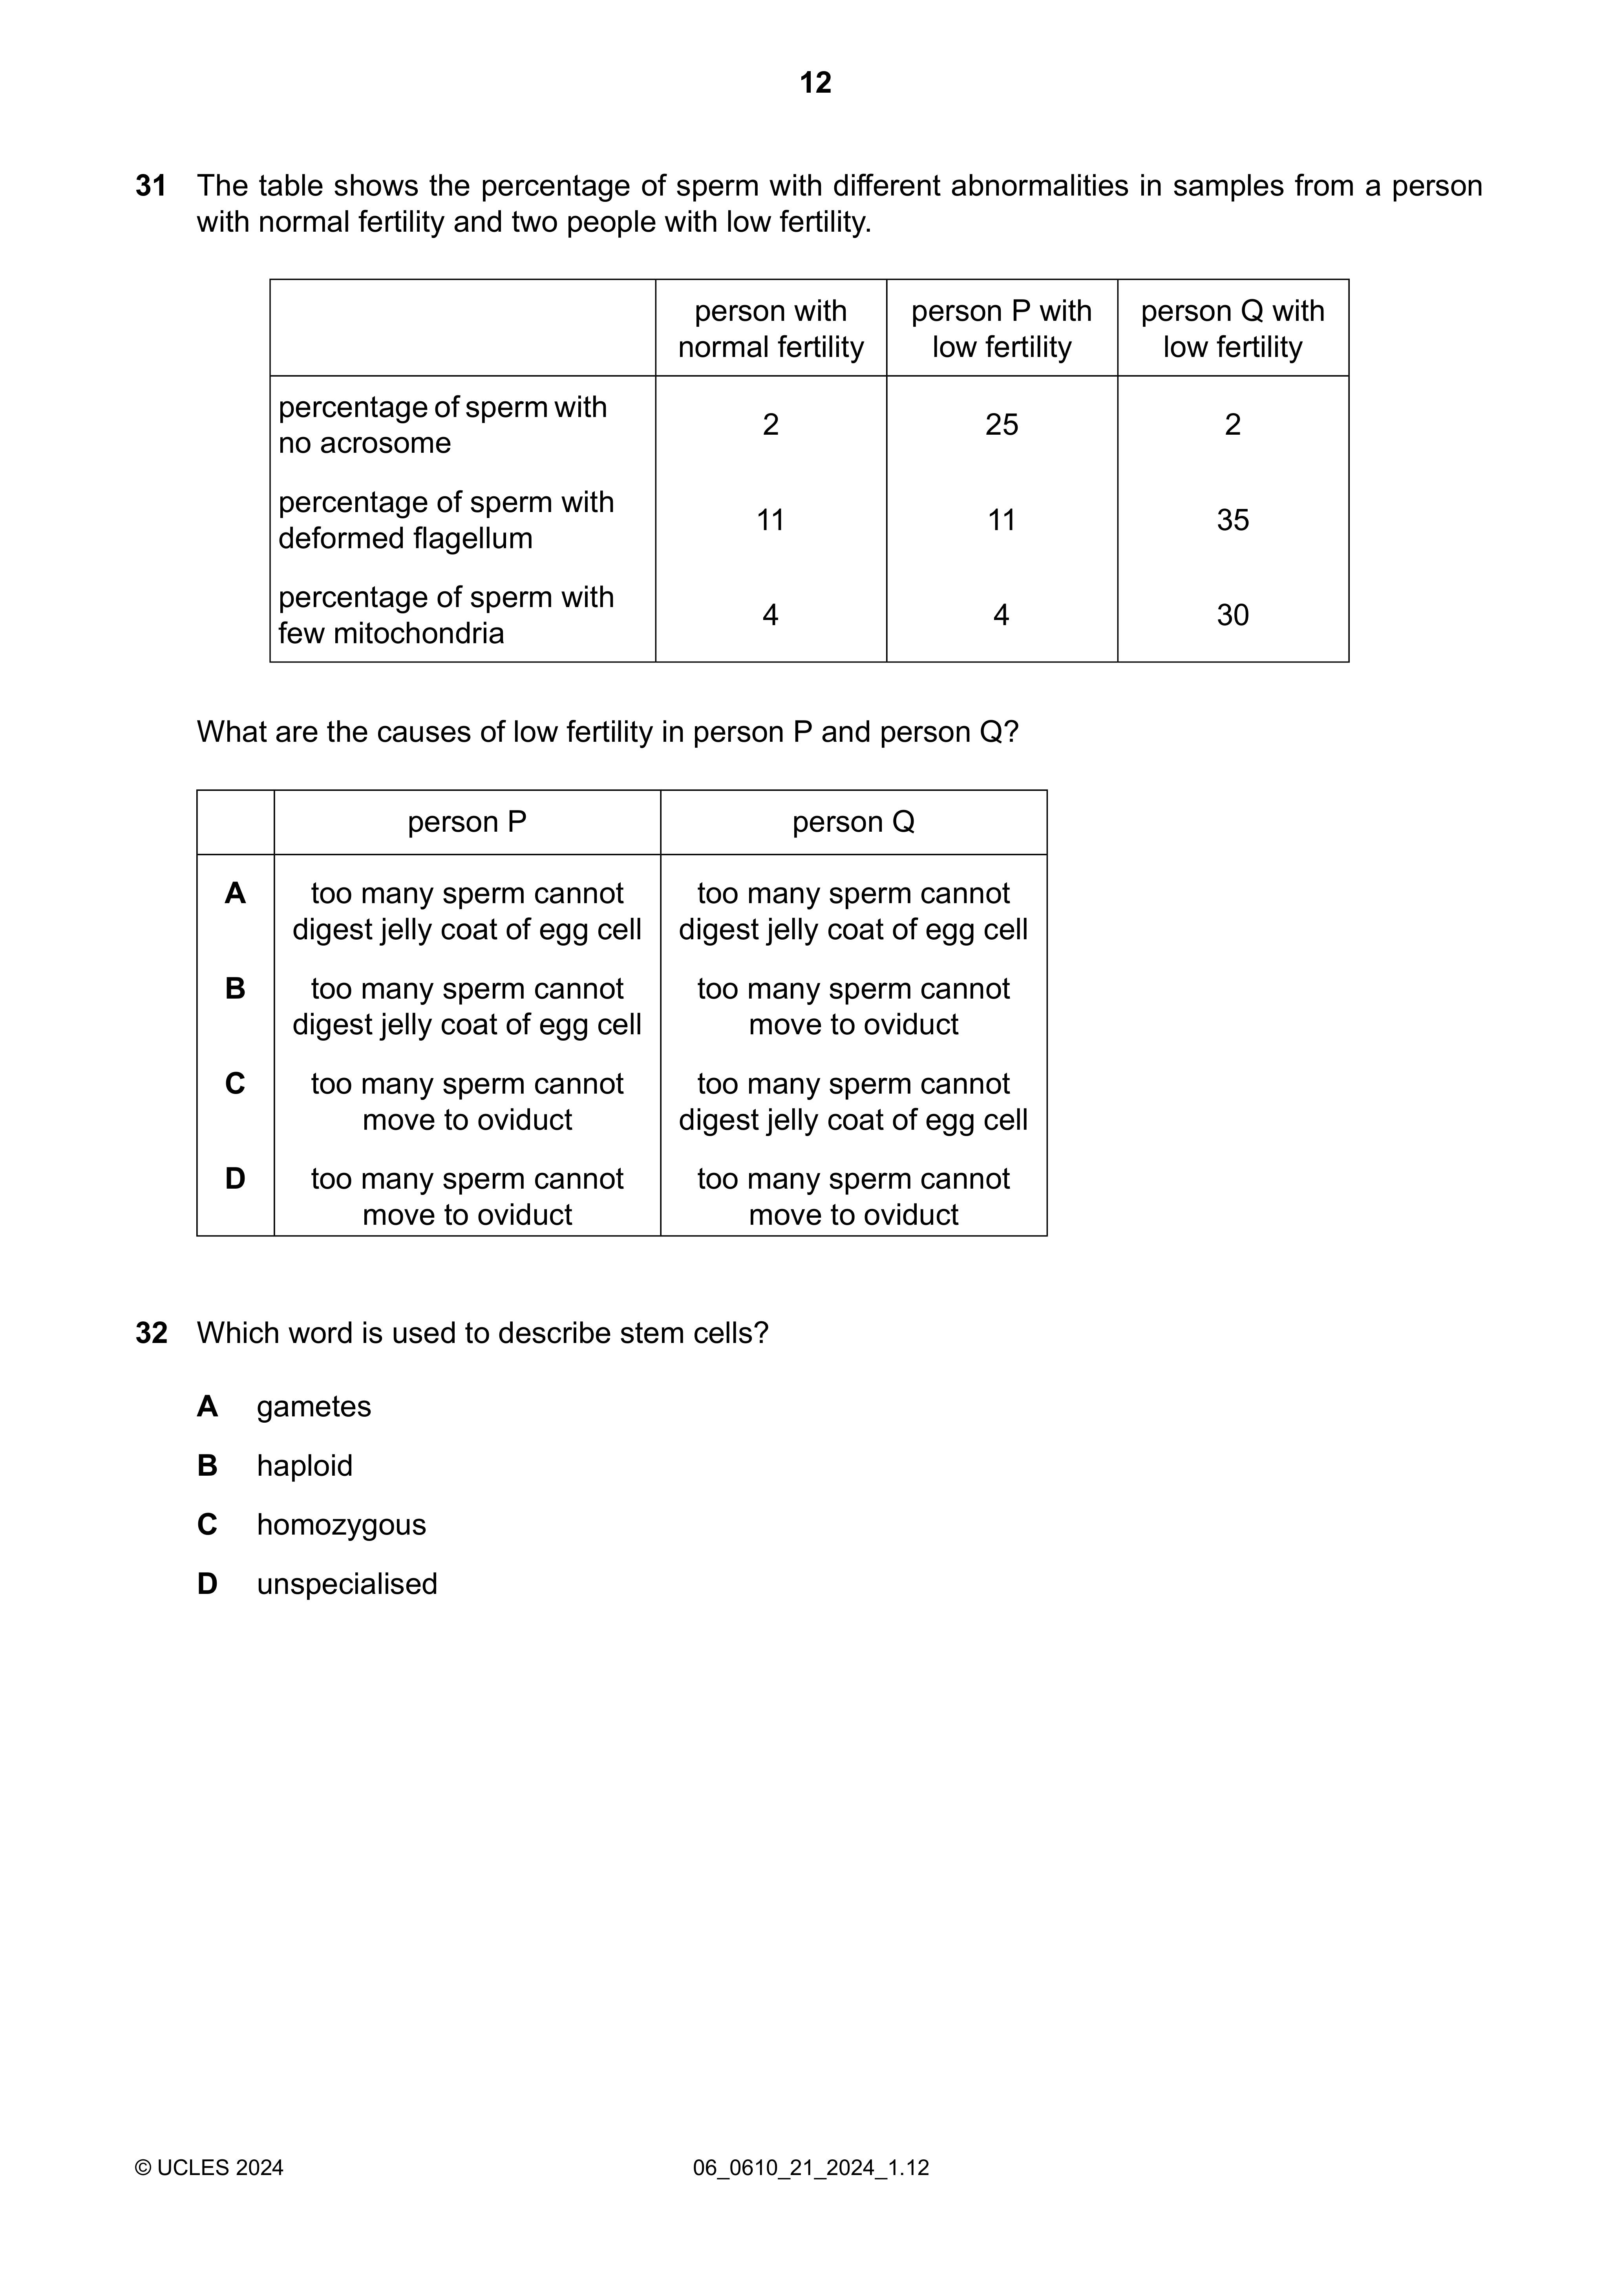 12
31 The table shows the percentage of sperm with different abnormalities in samples from a person
with normal fertility and two people with low fertility.
person with
normal fertility
person P with
low fertility
person Q with
low fertility
percentage of sperm with
no acrosome
2
25
2
percentage of sperm with
deformed flagellum
11
11
35
percentage of sperm with
few mitochondria
4
4
30
What are the causes of low fertility in person P and person Q?
person P
person Q
A
too many sperm cannot
digest jelly coat of egg cell
too many sperm cannot
digest jelly coat of egg cell
B
too many sperm cannot
digest jelly coat of egg cell
too many sperm cannot
move to oviduct
C
too many sperm cannot
move to oviduct
too many sperm cannot
digest jelly coat of egg cell
D
too many sperm cannot
move to oviduct
too many sperm cannot
move to oviduct
32 Which word is used to describe stem cells?
A gametes
B haploid
C homozygous
D unspecialised
© UCLES 2024
06_0610_21_2024_1.12